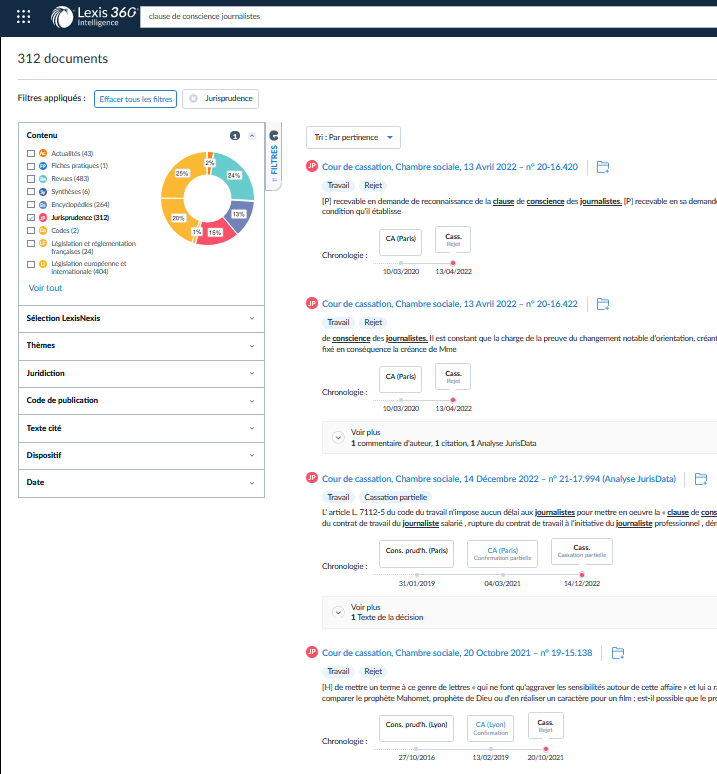 Lexis 360®
Intelligence
clause de conscience journalistes
312 documents
Filtres appliqués :
Effacer tous les filtres
Jurisprudence
Contenu
1
Actualités (43)
Fiches pratiques (1)
Revues (483)
Synthèses (6)
Encyclopédies (264)
Jurisprudence (312)
Codes (2)
Législation et réglementation
françaises (24)
Législation européenne et
internationale (404)
Voir tout
2%
24%
13%
15%
1%
20%
25%
Sélection LexisNexis
Thèmes
Juridiction
Code de publication
Texte cité
Dispositif
Date
FILTRES
Tri : Par pertinence
JP Cour de cassation, Chambre sociale, 13 Avril 2022 – n° 20-16.420
Travail Rejet
[P] recevable en demande de reconnaissance de la clause de conscience des journalistes, [P] recevable en sa demande
condition qu'il établisse
Chronologie :
CA (Paris)
Cass.
Rejet
10/03/2020
13/04/2022
JP Cour de cassation, Chambre sociale, 13 Avril 2022 – n° 20-16.422
Travail Rejet
de conscience des journalistes. Il est constant que la charge de la preuve du changement notable d'orientation, créant
fixé en conséquence la créance de Mme
Chronologie :
CA (Paris)
Cass.
Rejet
10/03/2020
13/04/2022
Voir plus
1 commentaire d'auteur, 1 citation, 1 Analyse JurisData
JP Cour de cassation, Chambre sociale, 14 Décembre 2022 – n° 21-17.994 (Analyse JurisData)
Travail Cassation partielle
L' article L. 7112-5 du code du travail n'impose aucun délai aux journalistes pour mettre en oeuvre la « clause de cons
du contrat de travail du journaliste salarié , rupture du contrat de travail à l'initiative du journaliste professionnel , dén
Chronologie :
Cons. prud'h. (Paris)
CA (Paris)
Confirmation partielle
Cass.
Cassation partielle
31/01/2019
04/03/2021
14/12/2022
Voir plus
1 Texte de la décision
JP Cour de cassation, Chambre sociale, 20 Octobre 2021 – n° 19-15.138
Travail Rejet
[H] de mettre un terme à ce genre de lettres « qui ne font qu'aggraver les sensibilités autour de cette affaire » et lui a ra
comparer le prophète Mahomet, prophète de Dieu ou d'en réaliser un caractère pour un film ; est-il possible que le pro
Chronologie :
Cons. prud'h. (Lyon)
CA (Lyon)
Confirmation
Cass.
Rejet
27/10/2016
13/02/2019
20/10/2021